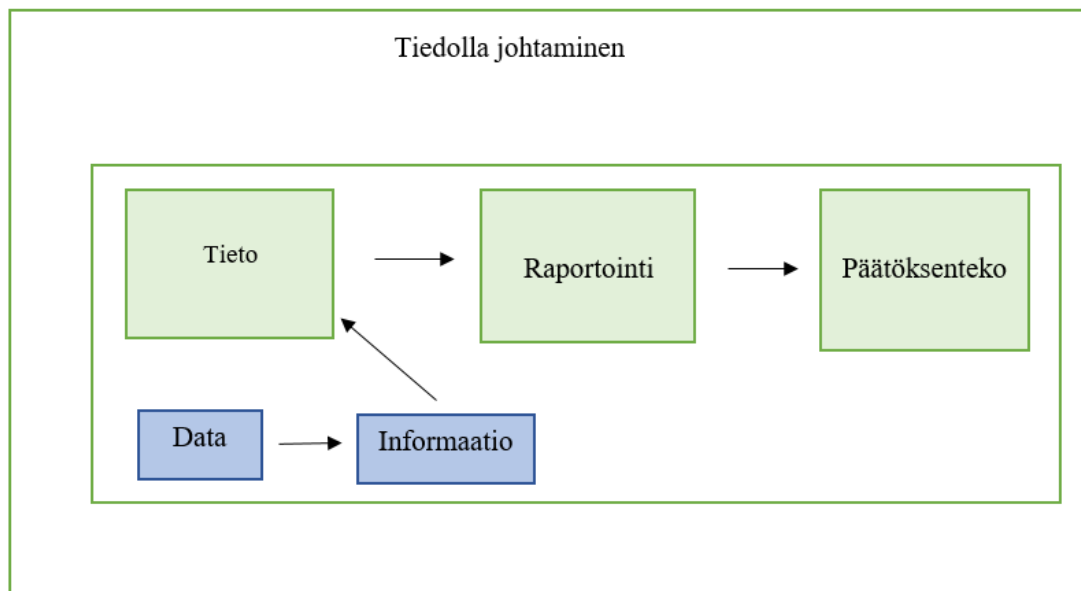 Tiedolla johtaminen
Tieto
Raportointi
Päätöksenteko
Data
Informaatio